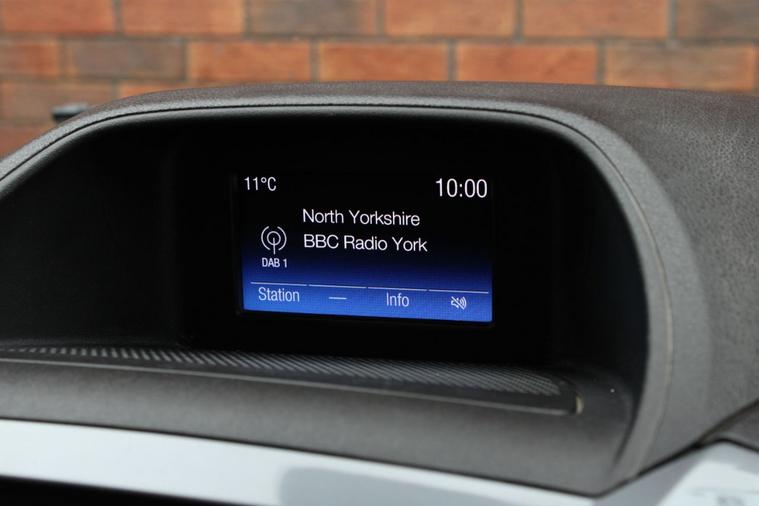 11°C 10:00
North Yorkshire
BBC Radio York
DAB 1
Station — Info